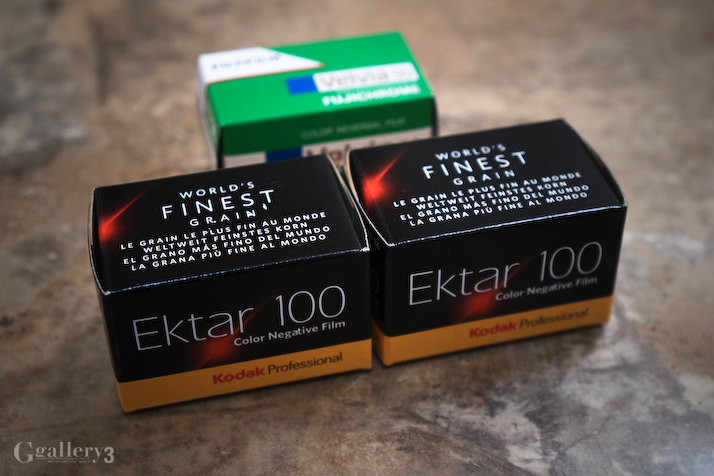 Velvia
FUJICHROME
COLOR REVERSAL FILM
WORLD'S
FINEST
GRAIN
LE GRAIN LE PLUS FIN AU MONDE
WELTWEIT FEINSTES KORN
EL GRANO MÁS FINO DEL MUNDO
LA GRANA PIÙ FINE AL MONDO
Ektar 100
Color Negative Film
Kodak Professional
WORLD'S
FINEST
GRAIN
LE GRAIN LE PLUS FIN AU MONDE
WELTWEIT FEINSTES KORN
EL GRANO MÁS FINO DEL MUNDO
LA GRANA PIÙ FINE AL MONDO
Ektar 100
Color Negative Film
Kodak Professional
Ggallery3